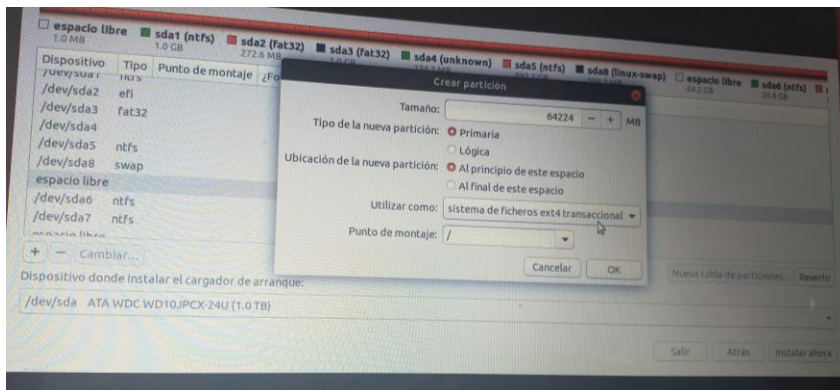 espacio libre sda1 (ntfs) sda2 (fat32) sda3 (fat32) sda4 (unknown) sda5 (ntfs) sda8 (linux-swap) espacio libre sda6 (ntfs)
1.0 MB 1.0 GB 272.6 MB
Dispositivo Tipo Punto de montaje
Crear partición
/dev/sda2 efi
Tamaño: 64224 − + MB
/dev/sda3 fat32
Tipo de la nueva partición: Primaria
/dev/sda4
Lógica
/dev/sda5 ntfs
Ubicación de la nueva partición: Al principio de este espacio
/dev/sda8 swap
Al final de este espacio
espacio libre
Utilizar como: sistema de ficheros ext4 transaccional
/dev/sda6 ntfs
/dev/sda7 ntfs
Punto de montaje: /
+ − Cambiar...
Cancelar OK
Nueva tabla de particiones... Revertir
Dispositivo donde instalar el cargador de arranque:
/dev/sda ATA WDC WD10JPCX-24U (1.0 TB)
Salir Atrás Instalar ahora